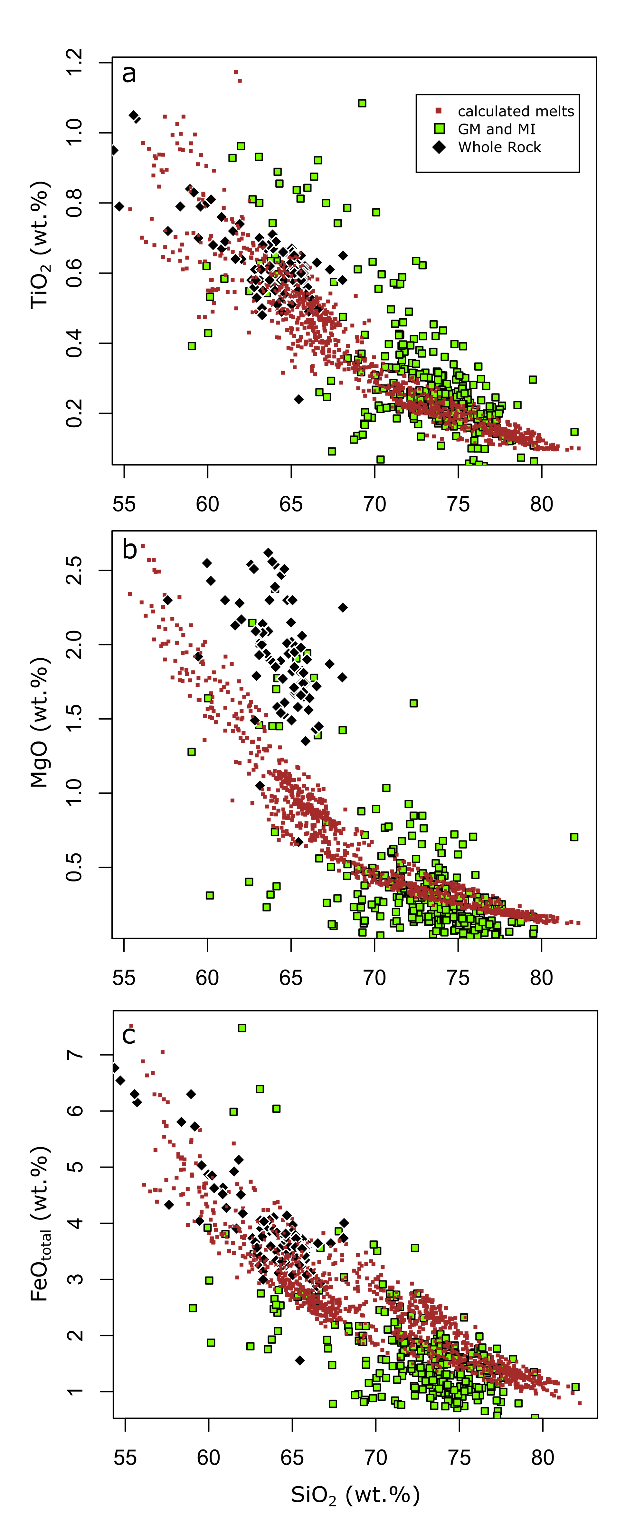 a
calculated melts
GM and MI
Whole Rock
TiO₂ (wt.%)
0.2 0.4 0.6 0.8 1.0 1.2
55 60 65 70 75 80
b
MgO (wt.%)
0.5 1.0 1.5 2.0 2.5
55 60 65 70 75 80
c
FeOtotal (wt.%)
1 2 3 4 5 6 7
55 60 65 70 75 80
SiO₂ (wt.%)